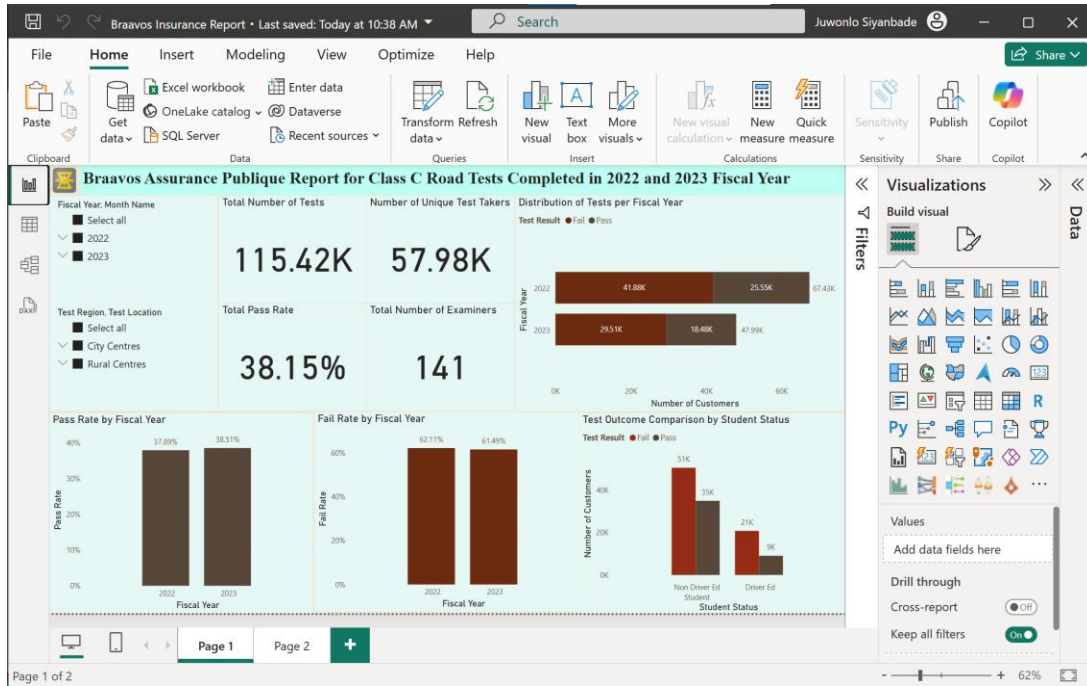 Braavos Insurance Report • Last saved: Today at 10:38 AM
Search
Juwonlo Siyanbade
File
Home
Insert
Modeling
View
Optimize
Help
Share
Paste
Get data
Excel workbook
OneLake catalog
SQL Server
Enter data
Dataverse
Recent sources
Transform data
Refresh
New visual
Text box
More visuals
New visual calculation
New measure
Quick measure
Sensitivity
Publish
Copilot
Clipboard
Data
Queries
Insert
Calculations
Sensitivity
Share
Copilot
Braavos Assurance Publique Report for Class C Road Tests Completed in 2022 and 2023 Fiscal Year
Fiscal Year, Month Name
Select all
2022
2023
Test Region, Test Location
Select all
City Centres
Rural Centres
Total Number of Tests
115.42K
Number of Unique Test Takers
57.98K
Total Pass Rate
38.15%
Total Number of Examiners
141
Distribution of Tests per Fiscal Year
Test Result Fail Pass
Fiscal Year
2022
41.88K
25.55K
67.43K
2023
29.51K
18.48K
47.99K
0K
20K
40K
60K
Number of Customers
Pass Rate by Fiscal Year
Pass Rate
40%
30%
20%
10%
0%
37.89%
38.51%
2022
2023
Fiscal Year
Fail Rate by Fiscal Year
Fail Rate
60%
40%
20%
0%
62.11%
61.49%
2022
2023
Fiscal Year
Test Outcome Comparison by Student Status
Test Result Fail Pass
Number of Customers
40K
20K
0K
51K
35K
21K
9K
Non Driver Ed Student
Driver Ed
Student Status
Filters
Visualizations
Build visual
123
R
Py
123
Values
Add data fields here
Drill through
Cross-report
Off
Keep all filters
On
Data
DAX
Page 1
Page 2
+
Page 1 of 2
- + 62%